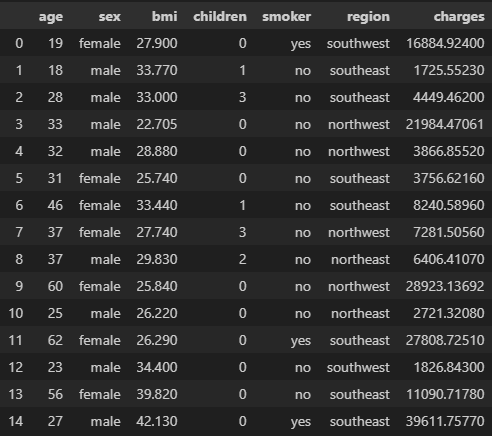 age sex bmi children smoker region charges
0 19 female 27.900 0 yes southwest 16884.92400
1 18 male 33.770 1 no southeast 1725.55230
2 28 male 33.000 3 no southeast 4449.46200
3 33 male 22.705 0 no northwest 21984.47061
4 32 male 28.880 0 no northwest 3866.85520
5 31 female 25.740 0 no southeast 3756.62160
6 46 female 33.440 1 no southeast 8240.58960
7 37 female 27.740 3 no northwest 7281.50560
8 37 male 29.830 2 no northeast 6406.41070
9 60 female 25.840 0 no northwest 28923.13692
10 25 male 26.220 0 no northeast 2721.32080
11 62 female 26.290 0 yes southeast 27808.72510
12 23 male 34.400 0 no southwest 1826.84300
13 56 female 39.820 0 no southeast 11090.71780
14 27 male 42.130 0 yes southeast 39611.75770